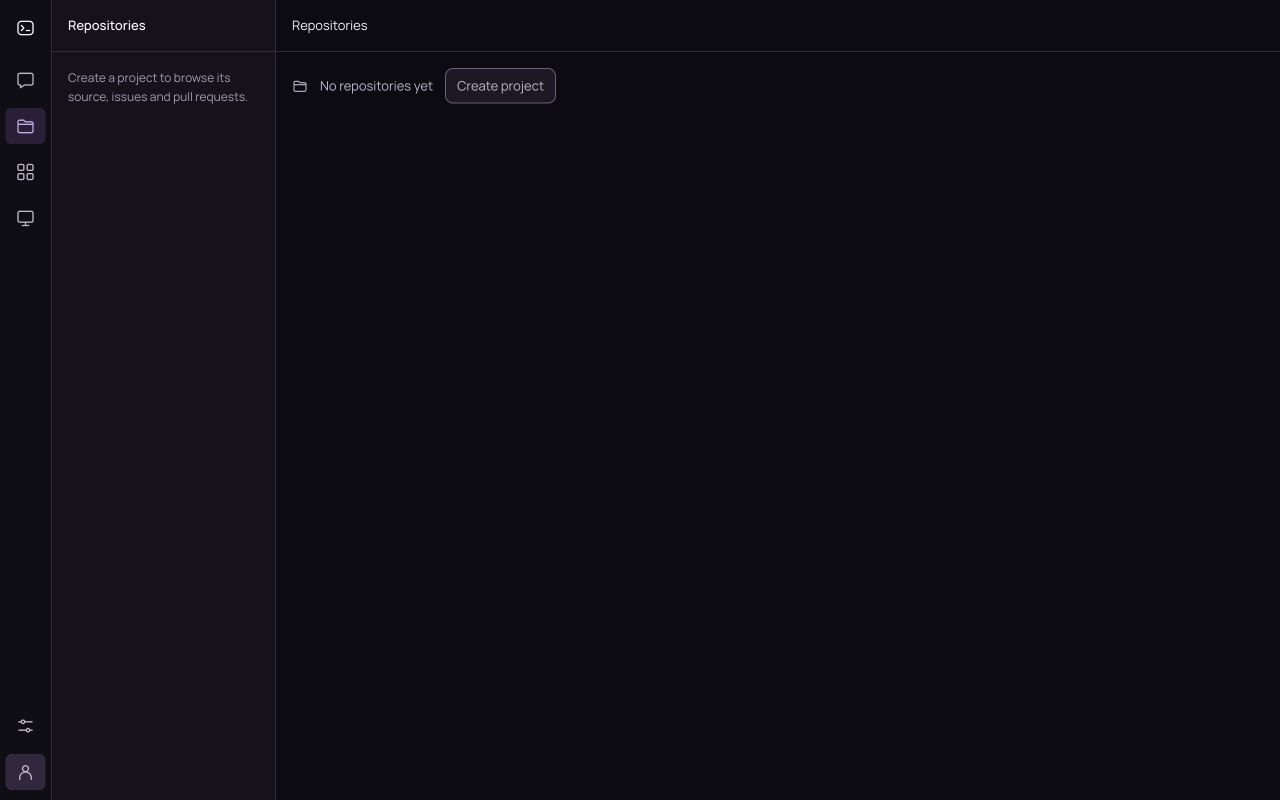 Repositories
Repositories
Create a project to browse its
source, issues and pull requests.
No repositories yet
Create project